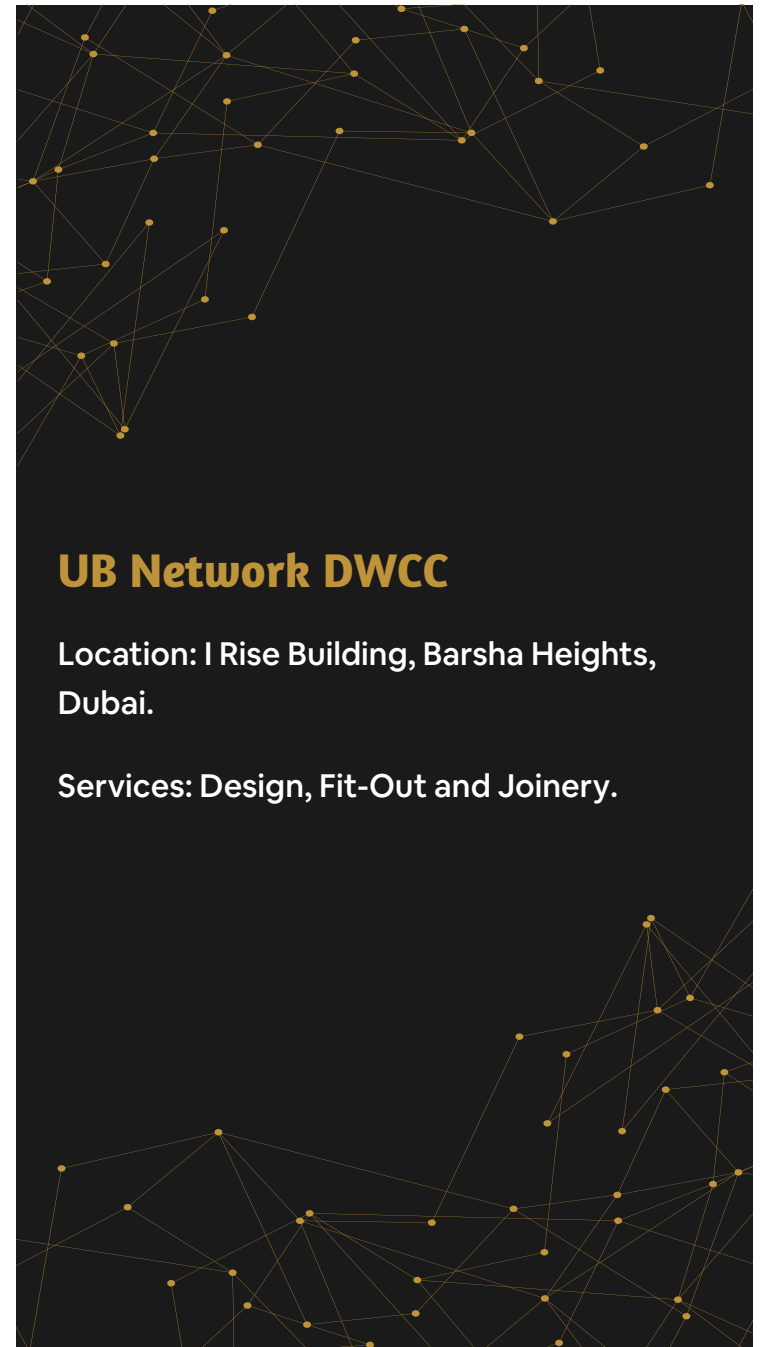 UB Network DWCC
Location: I Rise Building, Barsha Heights,
Dubai.
Services: Design, Fit-Out and Joinery.